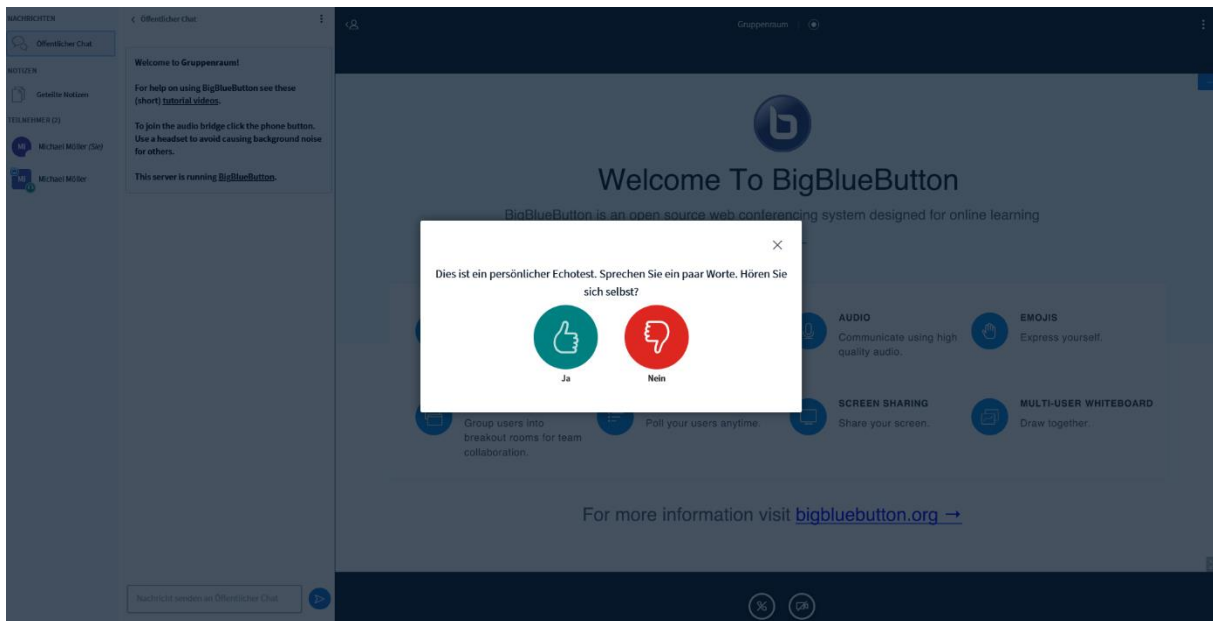 NACHRICHTEN
Öffentlicher Chat
NOTIZEN
Geteilte Notizen
TEILNEHMER (2)
MI
Michael Möller (Sie)
MI
Michael Möller
Öffentlicher Chat
Welcome to Gruppenraum!
For help on using BigBlueButton see these
(short) tutorial videos.
To join the audio bridge click the phone button.
Use a headset to avoid causing background noise
for others.
This server is running BigBlueButton.
Nachricht senden an Öffentlicher Chat
Gruppenraum
Welcome To BigBlueButton
BigBlueButton is an open source web conferencing system designed for online learning
Dies ist ein persönlicher Echotest. Sprechen Sie ein paar Worte. Hören Sie
sich selbst?
Ja
Nein
AUDIO
Communicate using high
quality audio.
EMOJIS
Express yourself.
Group users into
breakout rooms for team
collaboration.
Poll your users anytime.
SCREEN SHARING
Share your screen.
MULTI-USER WHITEBOARD
Draw together.
For more information visit bigbluebutton.org →